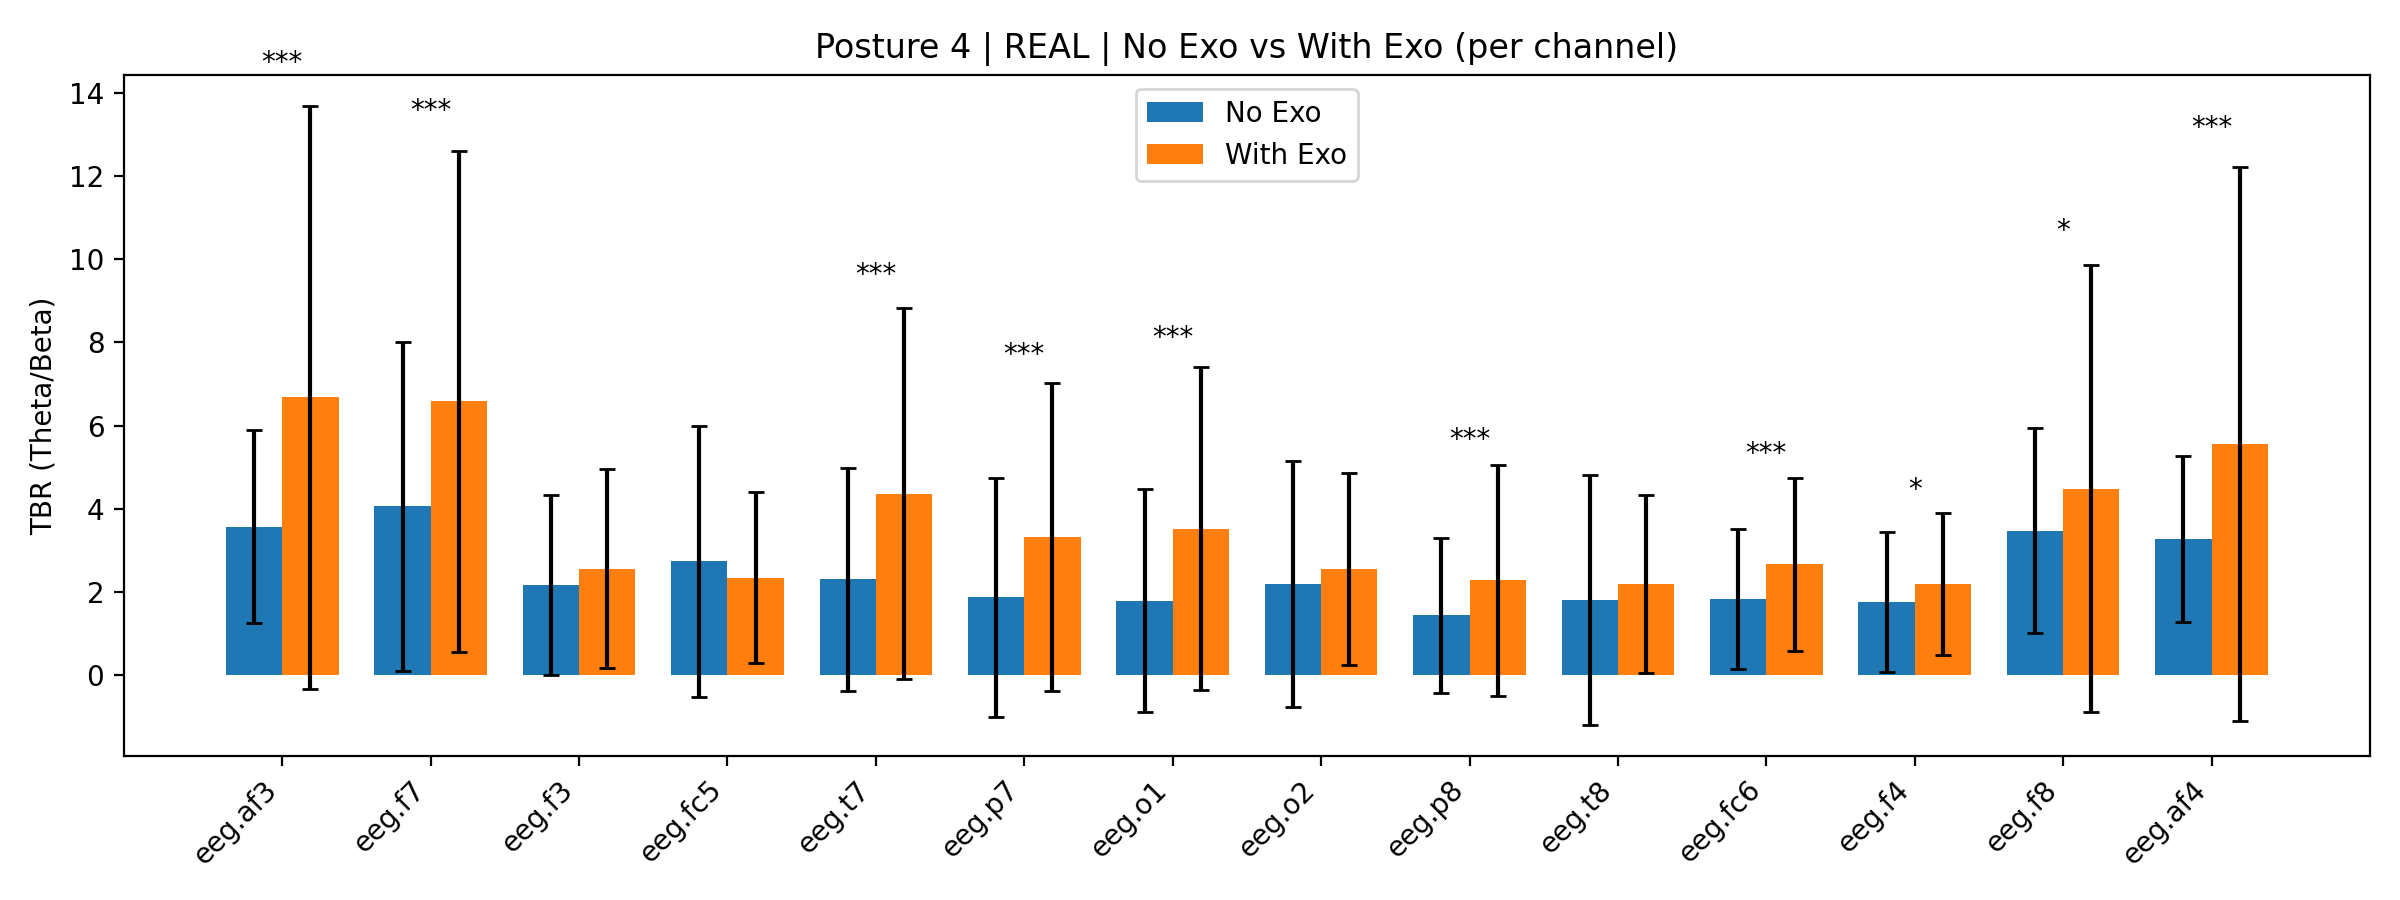 Posture 4 | REAL | No Exo vs With Exo (per channel)
***
***
***
***
***
***
***
*
*
***
No Exo
With Exo
TBR (Theta/Beta)
14
12
10
8
6
4
2
0
eeg.af3
eeg.f7
eeg.f3
eeg.fc5
eeg.t7
eeg.p7
eeg.o1
eeg.o2
eeg.p8
eeg.t8
eeg.fc6
eeg.f4
eeg.f8
eeg.af4